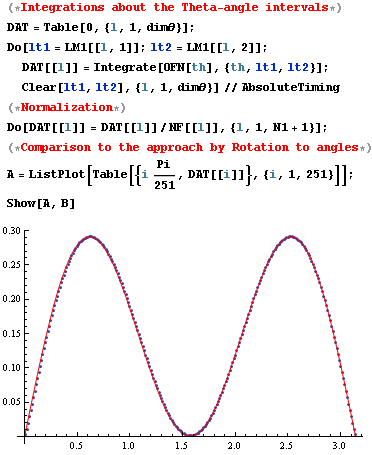 (*Integrations about the Theta-angle intervals*)
DAT = Table[0, {l, 1, dimθ}];
Do[lt1 = LM1[[l, 1]]; lt2 = LM1[[l, 2]];
DAT[[l]] = Integrate[OFN[th], {th, lt1, lt2}];
Clear[lt1, lt2], {l, 1, dimθ}] // AbsoluteTiming
(*Normalization*)
Do[DAT[[l]] = DAT[[l]] / NF[[l]], {l, 1, N1 + 1}];
(*Comparison to the approach by Rotation to angles*)
A = ListPlot[Table[{i Pi/251, DAT[[i]]}, {i, 1, 251}]];
Show[A, B]
0.30
0.25
0.20
0.15
0.10
0.05
0.5 1.0 1.5 2.0 2.5 3.0